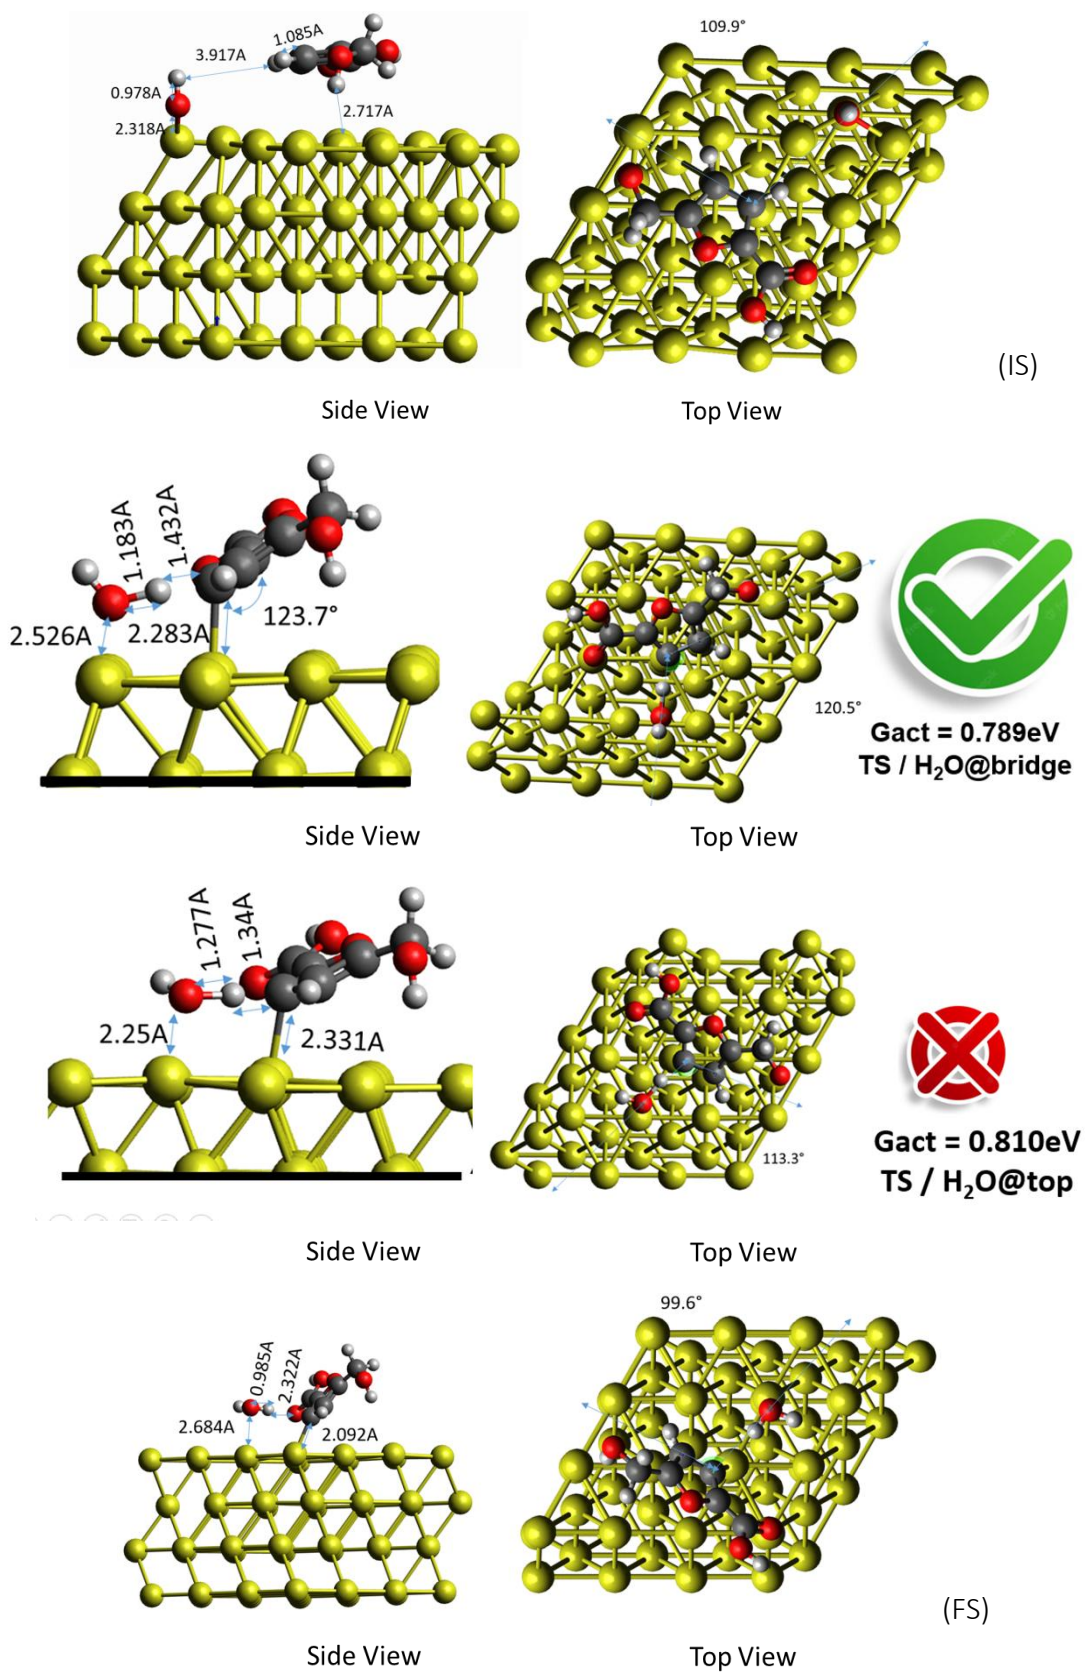 1.085A
3.917A
0.978A
2.318A
2.717A
109.9°
(IS)
Side View
Top View
1.183A
1.432A
2.526A
2.283A
123.7°
120.5°
Gact = 0.789eV
TS / H₂O@bridge
Side View
Top View
1.277A
1.34A
2.25A
2.331A
113.3°
Gact = 0.810eV
TS / H₂O@top
Side View
Top View
0.985A
2.322A
2.684A
2.092A
99.6°
(FS)
Side View
Top View